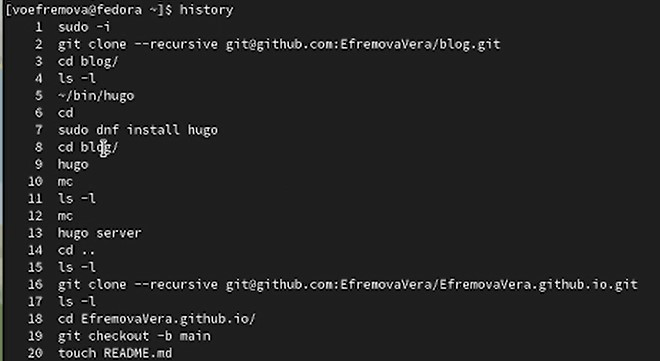 [voefremova@fedora ~]$ history
1 sudo -i
2 git clone --recursive git@github.com:EfremovaVera/blog.git
3 cd blog/
4 ls -l
5 ~/bin/hugo
6 cd
7 sudo dnf install hugo
8 cd blog/
9 hugo
10 mc
11 ls -l
12 mc
13 hugo server
14 cd ..
15 ls -l
16 git clone --recursive git@github.com:EfremovaVera/EfremovaVera.github.io.git
17 ls -l
18 cd EfremovaVera.github.io/
19 git checkout -b main
20 touch README.md